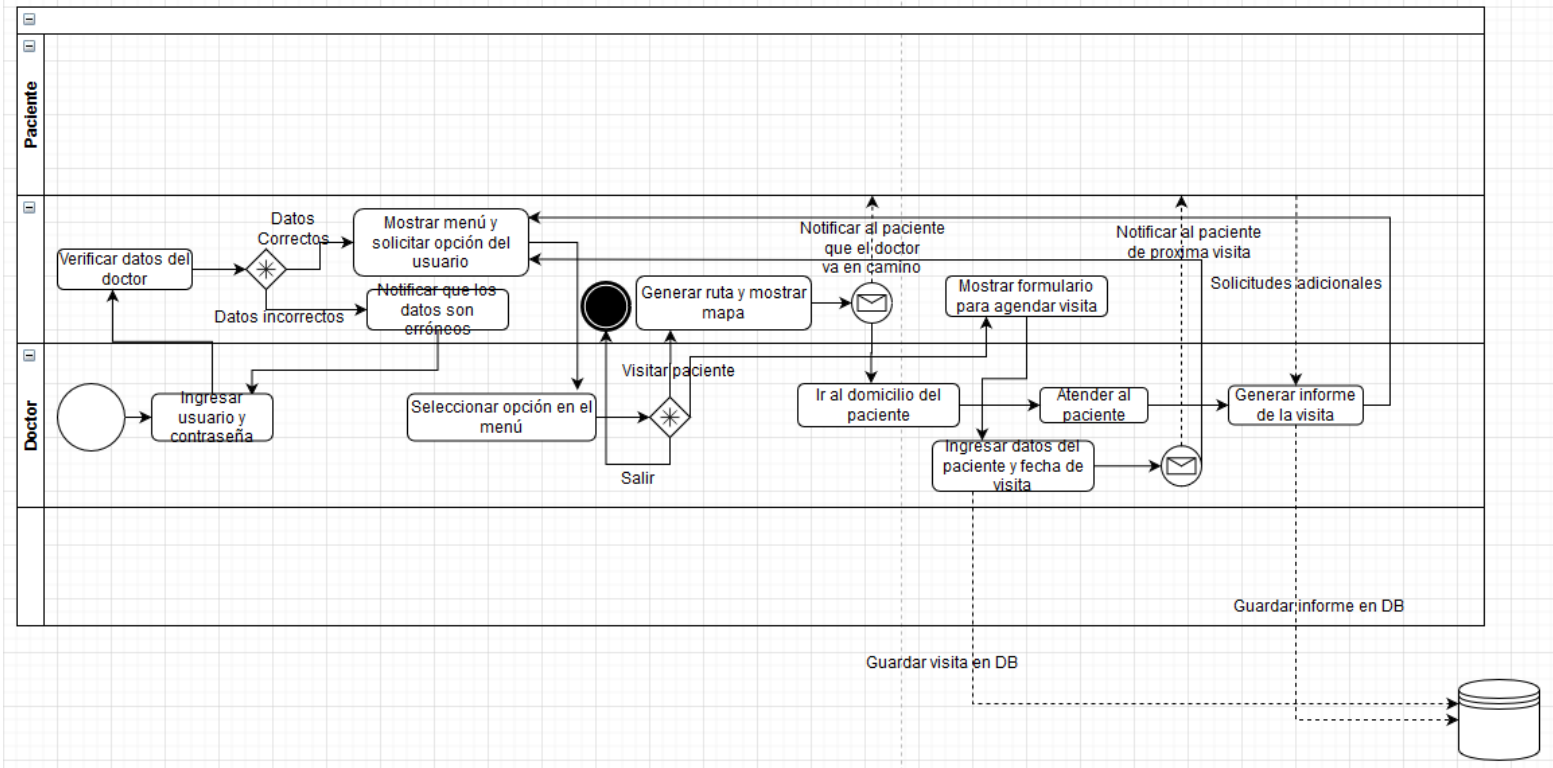 Paciente
Datos
Correctos
Verificar datos del
doctor
Mostrar menú y
solicitar opción del
usuario
Datos incorrectos
Notificar que los
datos son
erróneos
Generar ruta y mostrar
mapa
Notificar al paciente
que el doctor
va en camino
Mostrar formulario
para agendar visita
Notificar al paciente
de proxima visita
Solicitudes adicionales
Doctor
Ingresar
usuario y
contraseña
Seleccionar opción en el
menú
Visitar paciente
Salir
Ir al domicilio del
paciente
Atender al
paciente
Generar informe
de la visita
Ingresar datos del
paciente y fecha de
visita
Guardar informe en DB
Guardar visita en DB